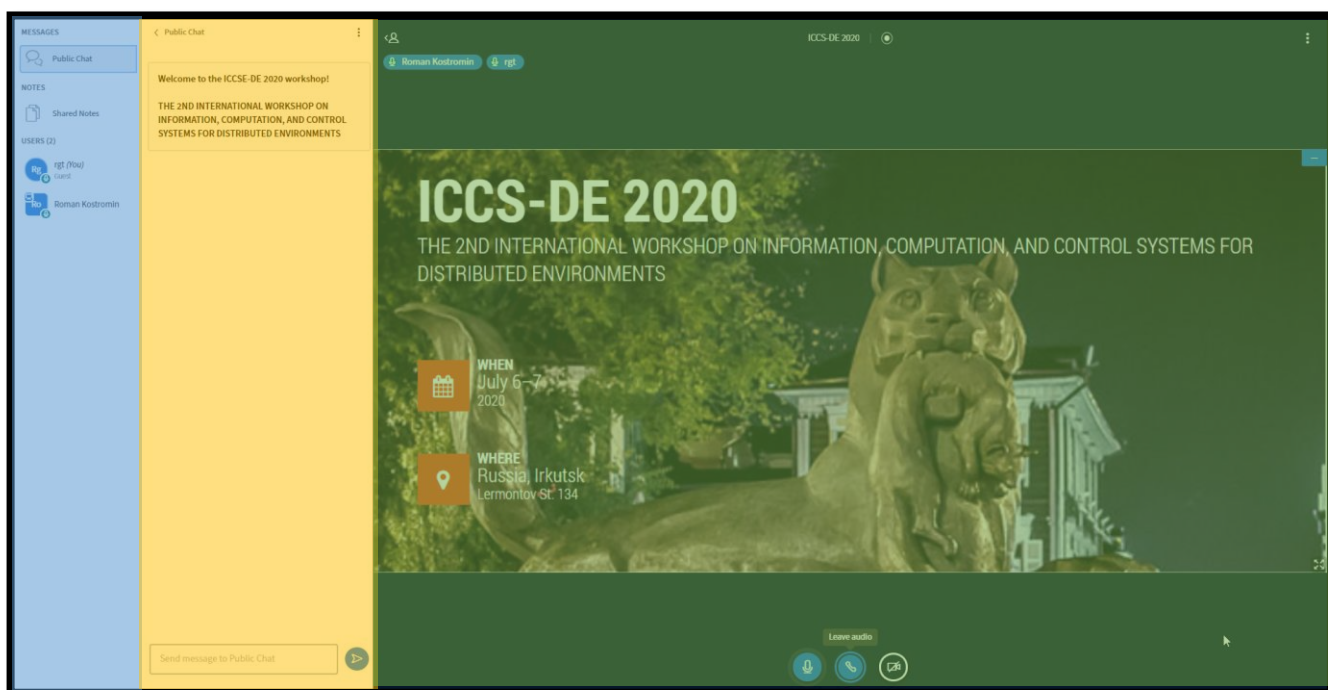 MESSAGES
Public Chat
NOTES
Shared Notes
USERS (2)
Rg
rgt (You)
Guest
Ro
Roman Kostromin
Public Chat
Welcome to the ICCSE-DE 2020 workshop!
THE 2ND INTERNATIONAL WORKSHOP ON
INFORMATION, COMPUTATION, AND CONTROL
SYSTEMS FOR DISTRIBUTED ENVIRONMENTS
Send message to Public Chat
ICCS-DE 2020
Roman Kostromin
rgt
ICCS-DE 2020
THE 2ND INTERNATIONAL WORKSHOP ON INFORMATION, COMPUTATION, AND CONTROL SYSTEMS FOR
DISTRIBUTED ENVIRONMENTS
WHEN
July 6–7
2020
WHERE
Russia, Irkutsk
Lermontov St. 134
Leave audio